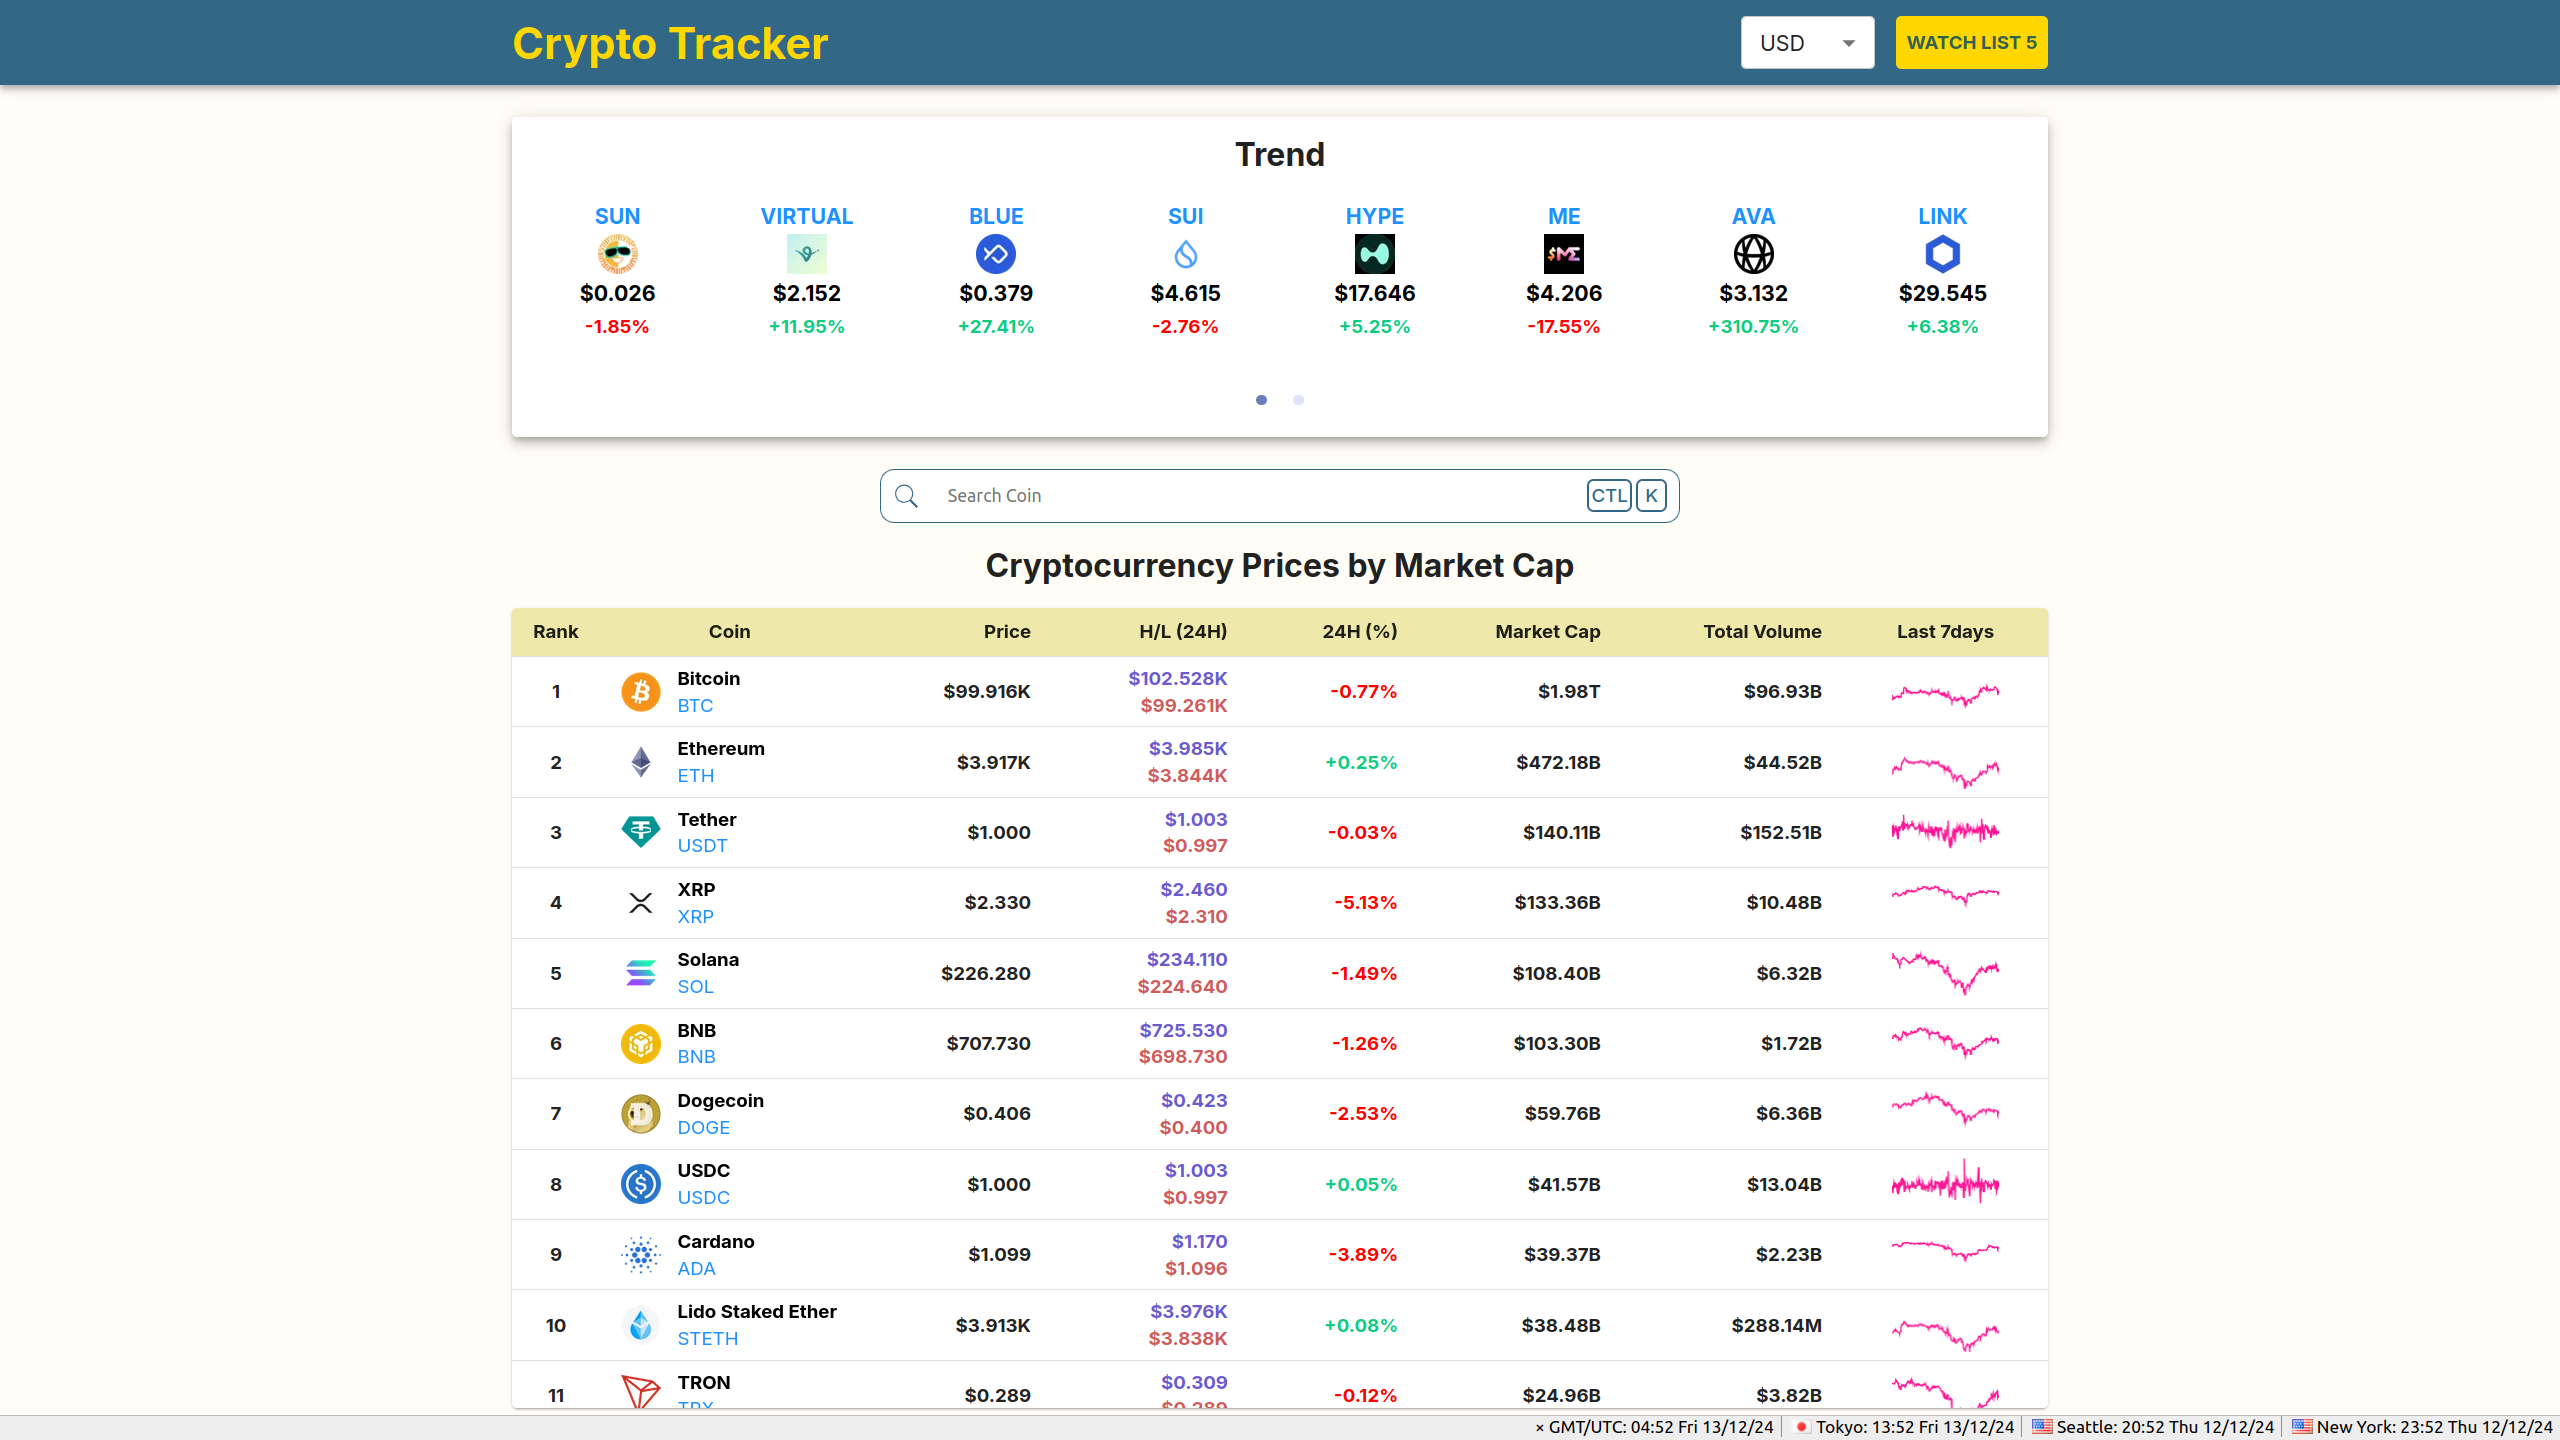 Crypto Tracker
USD
WATCH LIST 5
Trend
SUN VIRTUAL BLUE SUI HYPE ME AVA LINK
$ME
$0.026 $2.152 $0.379 $4.615 $17.646 $4.206 $3.132 $29.545
-1.85% +11.95% +27.41% -2.76% +5.25% -17.55% +310.75% +6.38%
Search Coin CTL K
Cryptocurrency Prices by Market Cap
Rank Coin Price H/L (24H) 24H (%) Market Cap Total Volume Last 7days
1 Bitcoin BTC $99.916K $102.528K $99.261K -0.77% $1.98T $96.93B
2 Ethereum ETH $3.917K $3.985K $3.844K +0.25% $472.18B $44.52B
3 Tether USDT $1.000 $1.003 $0.997 -0.03% $140.11B $152.51B
4 XRP XRP $2.330 $2.460 $2.310 -5.13% $133.36B $10.48B
5 Solana SOL $226.280 $234.110 $224.640 -1.49% $108.40B $6.32B
6 BNB BNB $707.730 $725.530 $698.730 -1.26% $103.30B $1.72B
7 Dogecoin DOGE $0.406 $0.423 $0.400 -2.53% $59.76B $6.36B
8 USDC USDC $1.000 $1.003 $0.997 +0.05% $41.57B $13.04B
9 Cardano ADA $1.099 $1.170 $1.096 -3.89% $39.37B $2.23B
10 Lido Staked Ether STETH $3.913K $3.976K $3.838K +0.08% $38.48B $288.14M
11 TRON TRX $0.289 $0.309 $0.289 -0.12% $24.96B $3.82B
× GMT/UTC: 04:52 Fri 13/12/24 Tokyo: 13:52 Fri 13/12/24 Seattle: 20:52 Thu 12/12/24 New York: 23:52 Thu 12/12/24